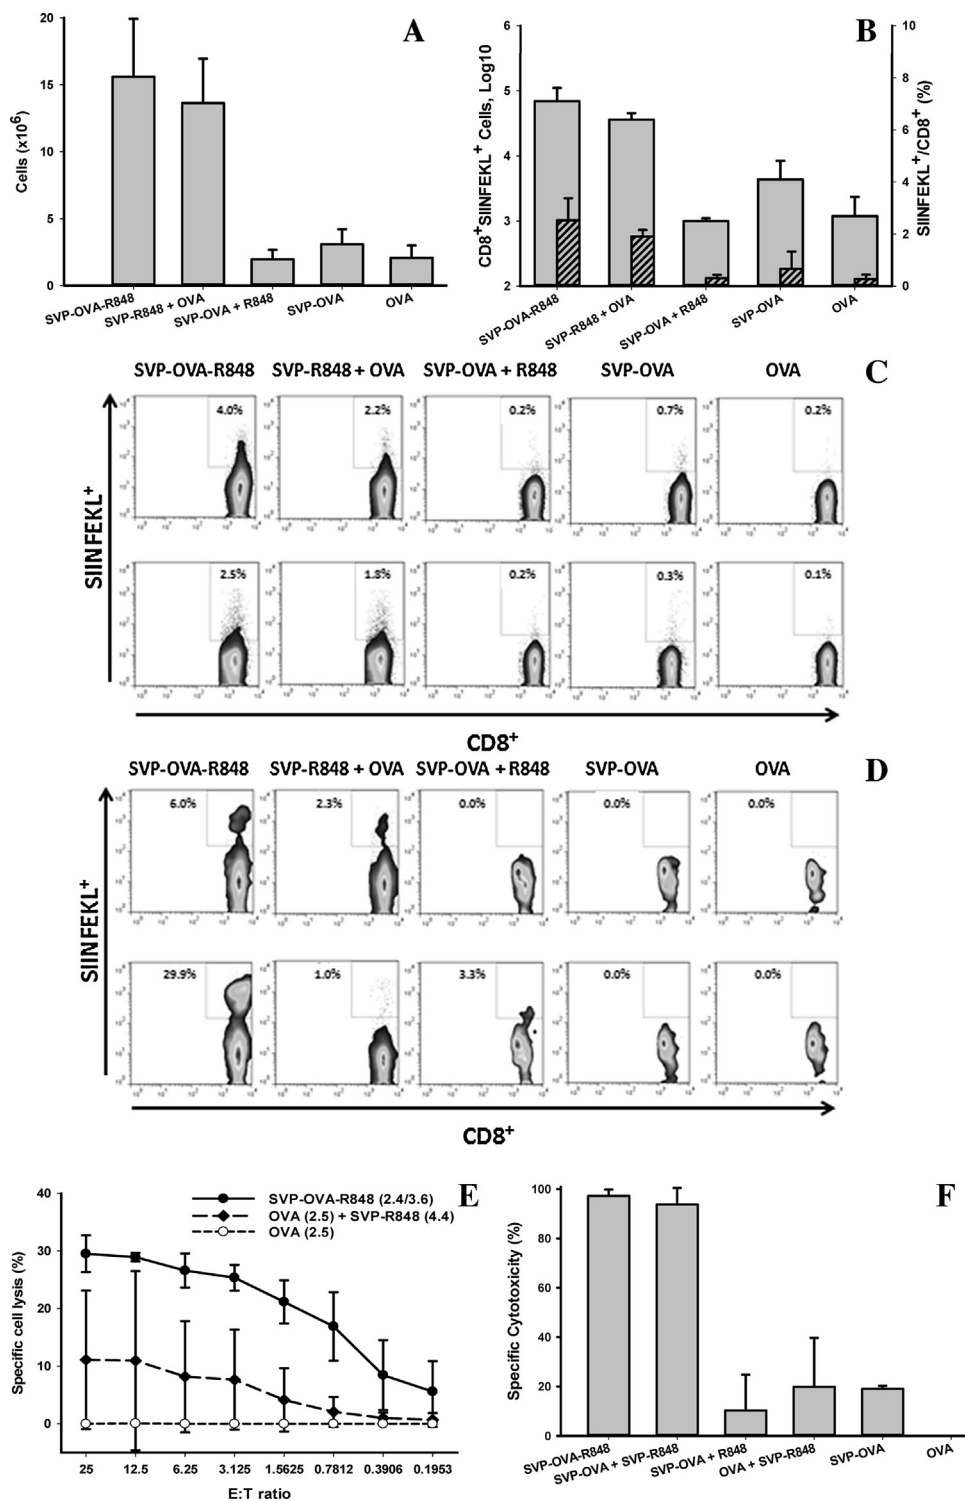 A
20
15
10
5
0
Cells (x10⁶)
SVP-OVA-R848
SVP-R848 + OVA
SVP-OVA + R848
SVP-OVA
OVA
B
6
5
4
3
2
CD8⁺SIINFEKL⁺ Cells, Log10
10
8
6
4
2
0
SIINFEKL⁺/CD8⁺ (%)
SVP-OVA-R848
SVP-R848 + OVA
SVP-OVA + R848
SVP-OVA
OVA
SVP-OVA-R848 SVP-R848 + OVA SVP-OVA + R848 SVP-OVA OVA C
4.0% 2.2% 0.2% 0.7% 0.2%
2.5% 1.8% 0.2% 0.3% 0.1%
SIINFEKL⁺
CD8⁺
SVP-OVA-R848 SVP-R848 + OVA SVP-OVA + R848 SVP-OVA OVA D
6.0% 2.3% 0.0% 0.0% 0.0%
29.9% 1.0% 3.3% 0.0% 0.0%
SIINFEKL⁺
CD8⁺
E
40
30
20
10
0
Specific cell lysis (%)
SVP-OVA-R848 (2.4/3.6)
OVA (2.5) + SVP-R848 (4.4)
OVA (2.5)
25 12.5 6.25 3.125 1.5625 0.7812 0.3906 0.1953
E:T ratio
F
100
80
60
40
20
0
Specific Cytotoxicity (%)
SVP-OVA-R848
SVP-OVA + SVP-R848
SVP-OVA + R848
OVA + SVP-R848
SVP-OVA
OVA